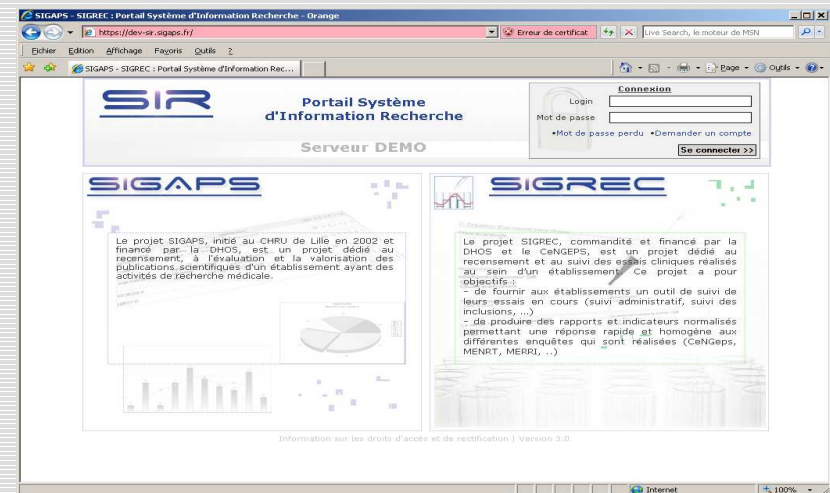 SIGAPS - SIGREC : Portail Système d'Information Recherche - Orange
https://dev-sir.sigaps.fr/
Erreur de certificat
Live Search, le moteur de MSN
Fichier Edition Affichage Favoris Outils ?
SIGAPS - SIGREC : Portail Système d'Information Rec...
Page
Outils
SIR
Portail Système
d'Information Recherche
Serveur DEMO
Connexion
Login
Mot de passe
•Mot de passe perdu •Demander un compte
Se connecter >>
SIGAPS
Le projet SIGAPS, initié au CHRU de Lille en 2002 et
financé par la DHOS, est un projet dédié au
recensement, à l'évaluation et la valorisation des
publications scientifiques d'un établissement ayant des
activités de recherche médicale.
SIGREC
Le projet SIGREC, commandité et financé par la
DHOS et le CeNGEPS, est un projet dédié au
recensement et au suivi des essais cliniques réalisés
au sein d'un établissement. Ce projet a pour
objectifs :
- de fournir aux établissements un outil de suivi de
leurs essais en cours (suivi administratif, suivi des
inclusions, ...)
- de produire des rapports et indicateurs normalisés
permettant une réponse rapide et homogène aux
différentes enquêtes qui sont réalisées (CeNGeps,
MENRT, MERRI, ..)
Information sur les droits d'accès et de rectification | Version 3.0
Internet
100%